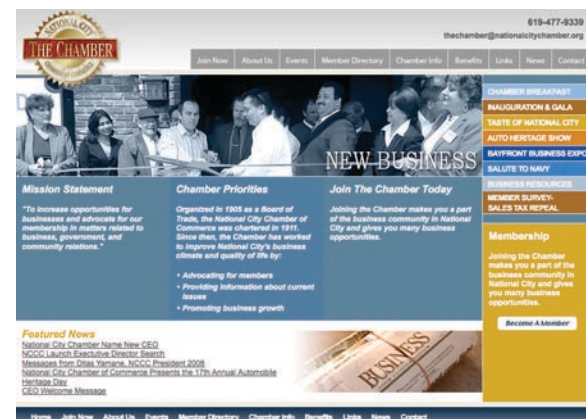 619-477-9339
thechamber@nationalcitychamber.org
NATIONAL CITY
THE CHAMBER
CHAMBER OF COMMERCE
Join Now About Us Events Member Directory Chamber Info Benefits Links News Contact
NEW BUSINESS
CHAMBER BREAKFAST
INAUGURATION & GALA
TASTE OF NATIONAL CITY
AUTO HERITAGE SHOW
BAYFRONT BUSINESS EXPO
SALUTE TO NAVY
BUSINESS RESOURCES
MEMBER SURVEY-
SALES TAX REPEAL
Mission Statement
"To increase opportunities for
businesses and advocate for our
membership in matters related to
business, government, and
community relations."
Chamber Priorities
Organized in 1905 as a Board of
Trade, the National City Chamber of
Commerce was chartered in 1911.
Since then, the Chamber has worked
to improve National City's business
climate and quality of life by:
• Advocating for members
• Providing information about current
issues
• Promoting business growth
Join The Chamber Today
Joining the Chamber makes you a part
of the business community in National
City and gives you many business
opportunities.
Membership
Joining the Chamber
makes you a part of the
business community in
National City and gives
you many business
opportunities.
Become A Member
Featured News
National City Chamber Name New CEO
NCCC Launch Executive Director Search
Messages from Ditas Yamane, NCCC President 2008
National City Chamber of Commerce Presents the 17th Annual Automobile
Heritage Day
CEO Welcome Message
BUSINESS
Home Join Now About Us Events Member Directory Chamber Info Benefits Links News Contact